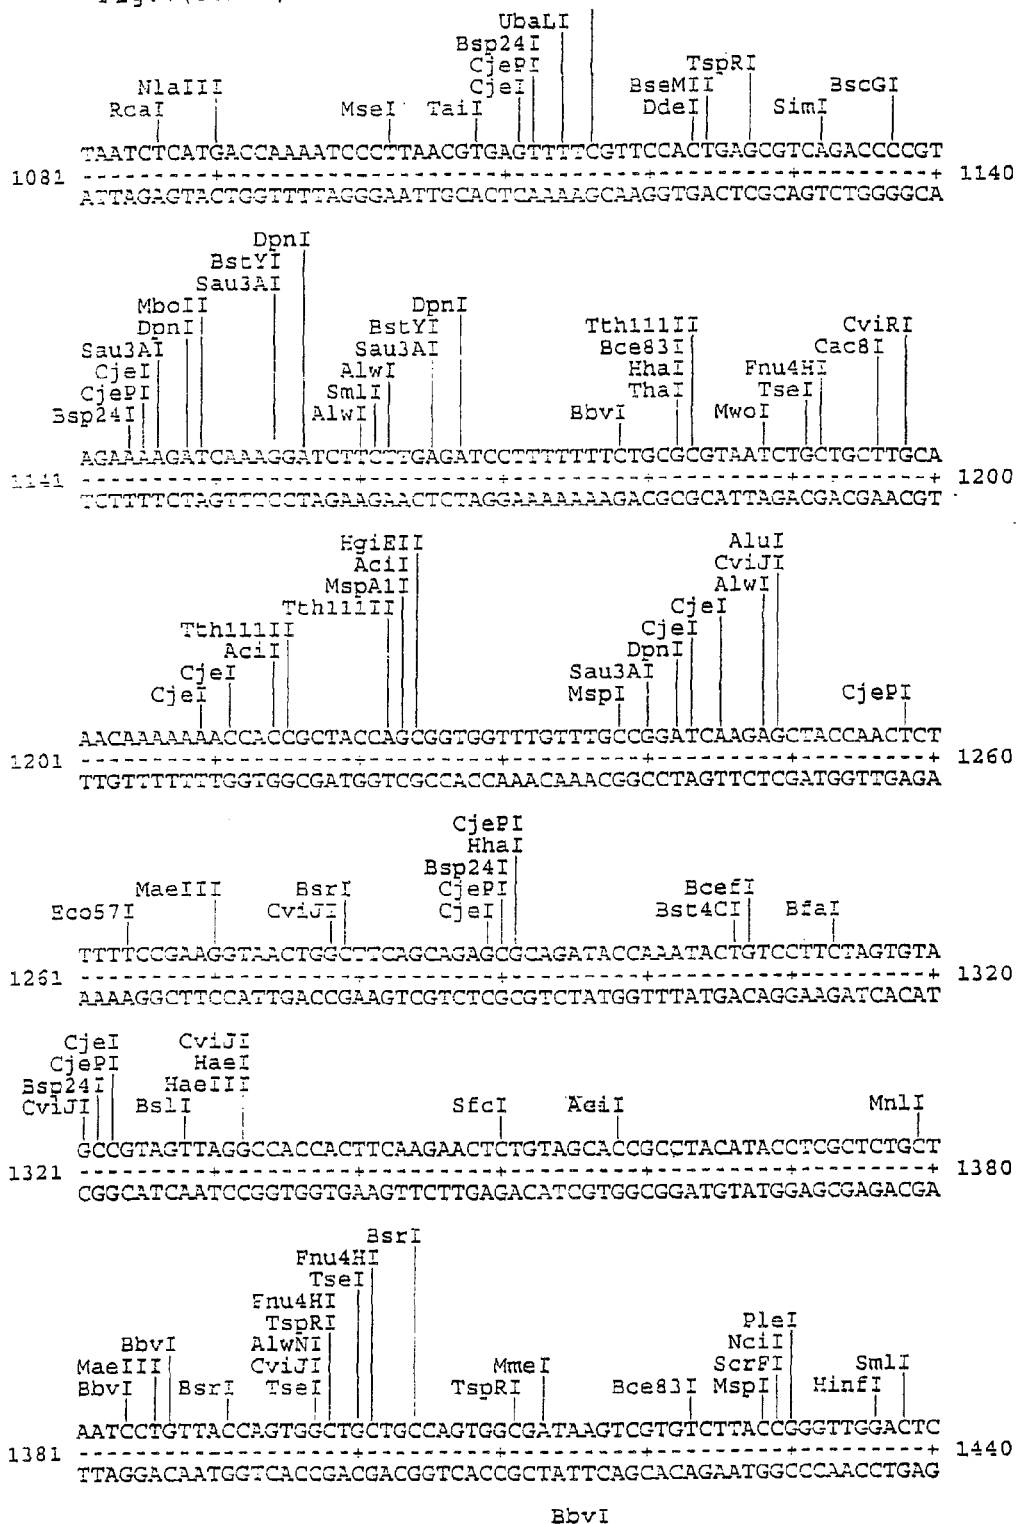 UbaLI
Bsp24I
CjePI
NlaIII CjeI BseMII TspRI BscGI
RcaI MseI TaiI DdeI SimI
TAATCTCATGACCAAAATCCCTTAACGTGAGTTTTCGTTCCACTGAGCGTCAGACCCCGT
1081 1140
ATTAGAGTACTGGTTTTAGGGAATTGCACTCAAAAGCAAGGTGACTCGCAGTCTGGGGCA
DpnI
BstYI
Sau3AI
MboII DpnI
DpnI BstYI Tth111II CviRI
Sau3AI Sau3AI Bce83I Cac8I
CjeI AlwI HhaI Fnu4HI
CjePI SmlI ThaI TseI
Bsp24I AlwI BbvI MwoI
AGAAAAGATCAAAGGATCTTCTTGAGATCCTTTTTTTCTGCGCGTAATCTGCTGCTTGCA
1141 1200
TCTTTTCTAGTTTCCTAGAAGAACTCTAGGAAAAAAAGACGCGCATTAGACGACGAACGT
HgiEII AluI
AciI CviJI
MspA1I AlwI
Tth111II CjeI
Tth111II CjeI
AciI DpnI
CjeI Sau3AI
CjeI MspI CjePI
AACAAAAAAACCACCGCTACCAGCGGTGGTTTGTTTGCCGGATCAAGAGCTACCAACTCT
1201 1260
TTGTTTTTTTGGTGGCGATGGTCGCCACCAAACAAACGGCCTAGTTCTCGATGGTTGAGA
CjePI
HhaI
Bsp24I
MaeIII BsrI CjePI BcefI
Eco57I CviJI CjeI Bst4CI BfaI
TTTTCCGAAGGTAACTGGCTTCAGCAGAGCGCAGATACCAAATACTGTCCTTCTAGTGTA
1261 1320
AAAAGGCTTCCATTGACCGAAGTCGTCTCGCGTCTATGGTTTATGACAGGAAGATCACAT
CjeI CviJI
CjePI HaeI
Bsp24I HaeIII
CviJI BslI SfcI AciI MnlI
GCCGTAGTTAGGCCACCACTTCAAGAACTCTGTAGCACCGCCTACATACCTCGCTCTGCT
1321 1380
CGGCATCAATCCGGTGGTGAAGTTCTTGAGACATCGTGGCGGATGTATGGAGCGAGACGA
BsrI
Fnu4HI
TseI
Fnu4HI
TspRI PleI
BbvI AlwNI NciI
MaeIII CviJI MmeI ScrFI SmlI
BbvI BsrI TseI TspRI Bce83I MspI HinfI
AATCCTGTTACCAGTGGCTGCTGCCAGTGGCGATAAGTCGTGTCTTACCGGGTTGGACTC
1381 1440
TTAGGACAATGGTCACCGACGACGGTCACCGCTATTCAGCACAGAATGGCCCAACCTGAG
BbvI